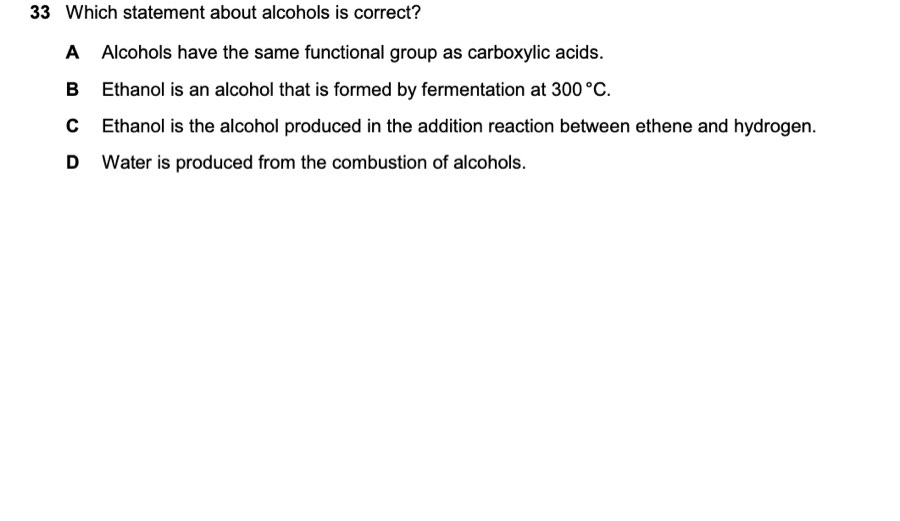 33 Which statement about alcohols is correct?
A Alcohols have the same functional group as carboxylic acids.
B Ethanol is an alcohol that is formed by fermentation at 300 °C.
C Ethanol is the alcohol produced in the addition reaction between ethene and hydrogen.
D Water is produced from the combustion of alcohols.